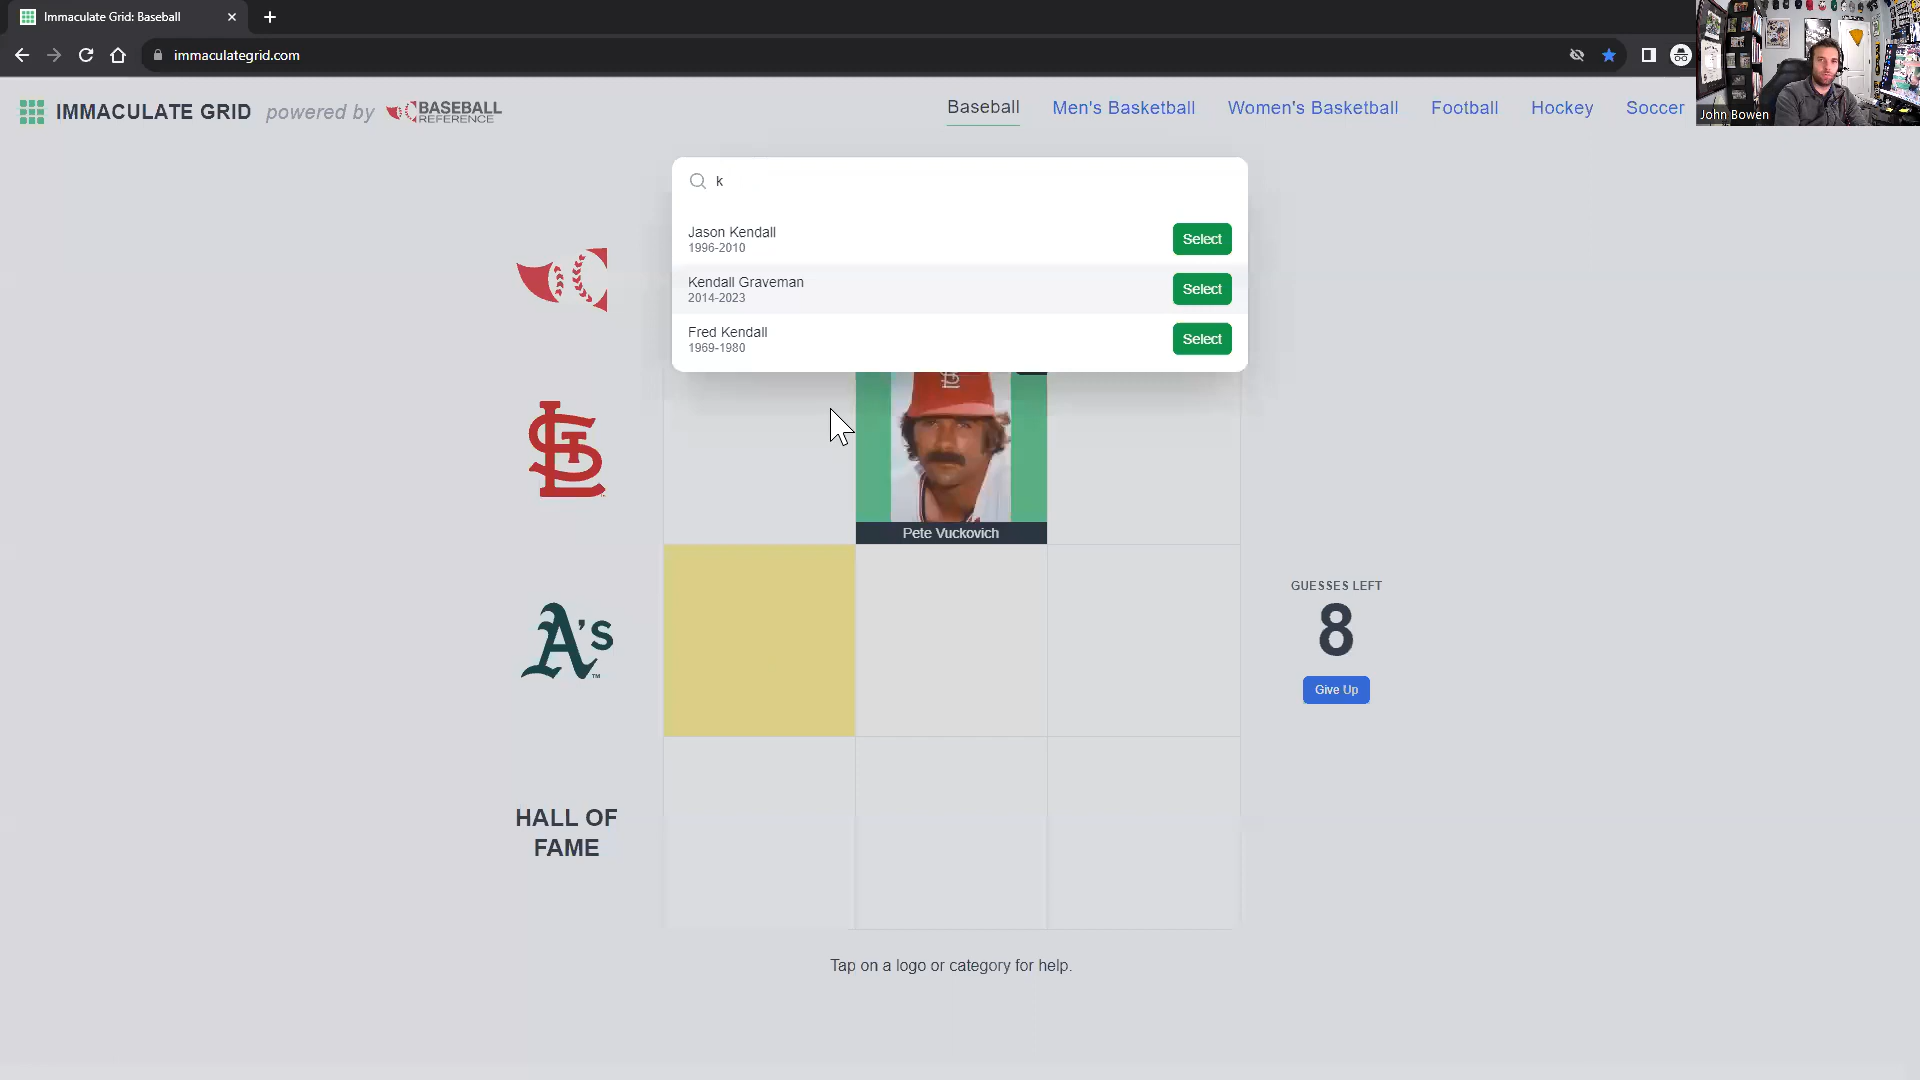 Immaculate Grid: Baseball
immaculategrid.com
John Bowen
IMMACULATE GRID powered by BASEBALL REFERENCE
Baseball
Men's Basketball
Women's Basketball
Football
Hockey
Soccer
k
Jason Kendall
1996-2010
Select
Kendall Graveman
2014-2023
Select
Fred Kendall
1969-1980
Select
STL
Pete Vuckovich
A's
TM
GUESSES LEFT
8
Give Up
HALL OF
FAME
Tap on a logo or category for help.